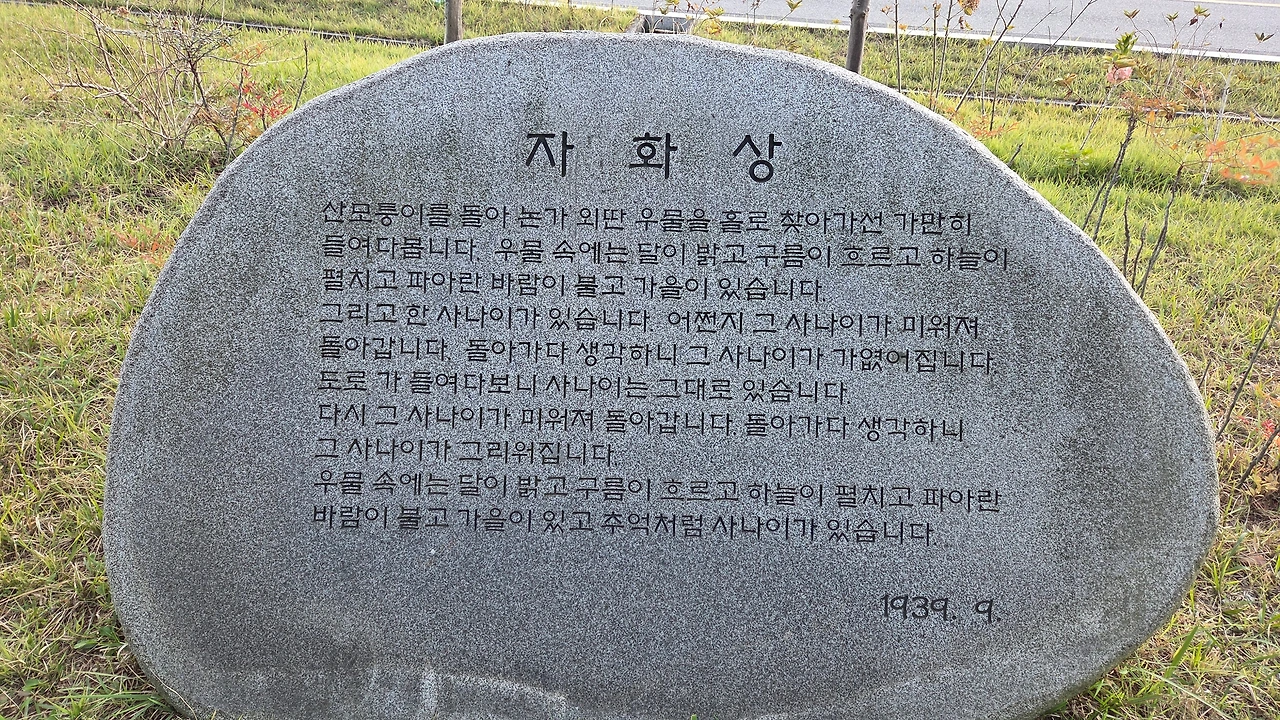 자 화 상
산모퉁이를 돌아 논가 외딴 우물을 홀로 찾아가선 가만히
들여다봅니다. 우물 속에는 달이 밝고 구름이 흐르고 하늘이
펼치고 파아란 바람이 불고 가을이 있습니다.
그리고 한 사나이가 있습니다. 어쩐지 그 사나이가 미워져
돌아갑니다. 돌아가다 생각하니 그 사나이가 가엾어집니다.
도로 가 들여다보니 사나이는 그대로 있습니다.
다시 그 사나이가 미워져 돌아갑니다. 돌아가다 생각하니
그 사나이가 그리워집니다.
우물 속에는 달이 밝고 구름이 흐르고 하늘이 펼치고 파아란
바람이 불고 가을이 있고 추억처럼 사나이가 있습니다.
1939. 9.